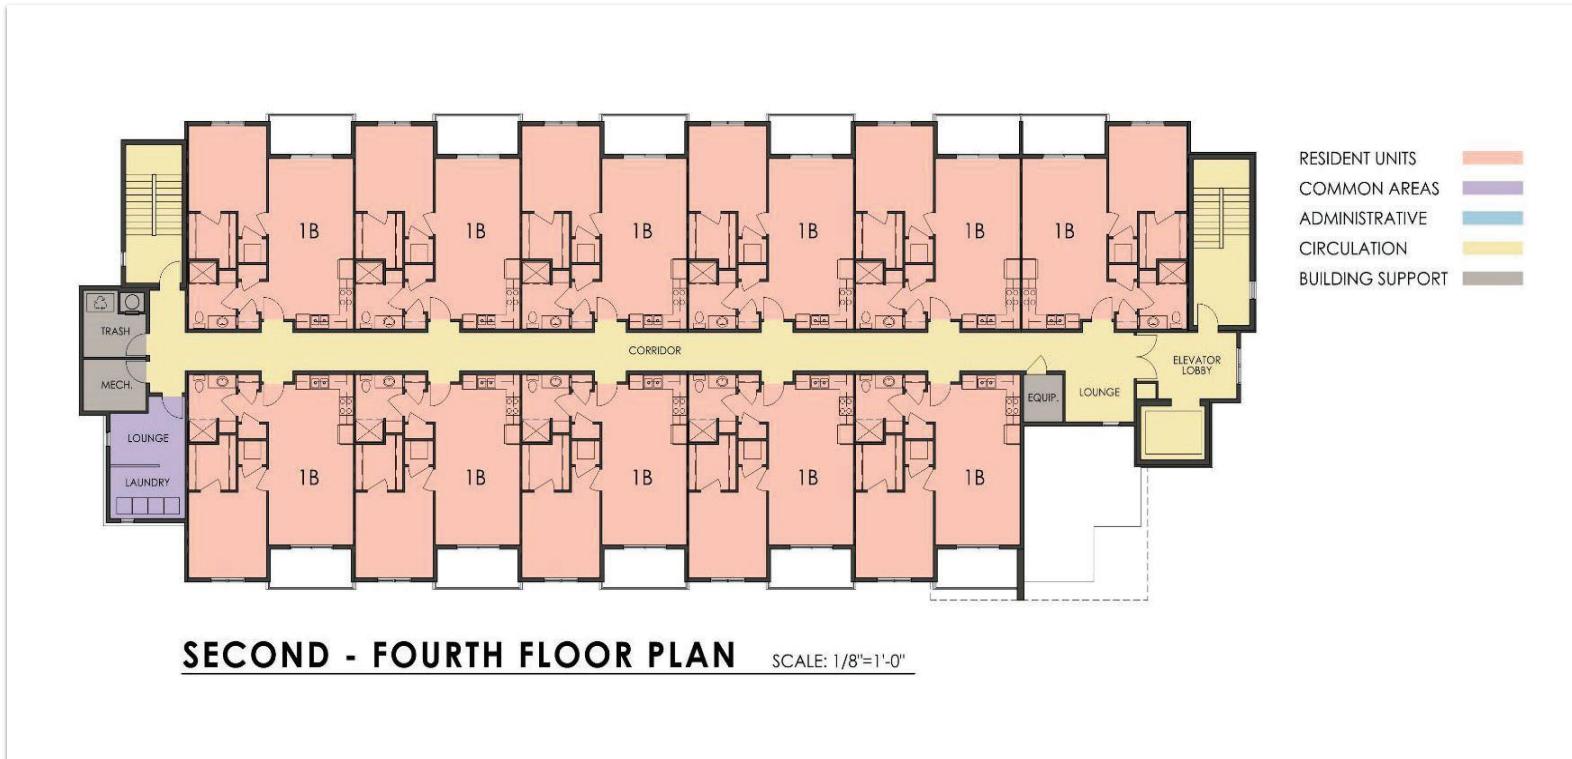 1B 1B 1B 1B 1B 1B
RESIDENT UNITS
COMMON AREAS
ADMINISTRATIVE
CIRCULATION
BUILDING SUPPORT
TRASH
CORRIDOR
ELEVATOR
LOBBY
MECH.
EQUIP.
LOUNGE
LOUNGE
LAUNDRY
1B 1B 1B 1B 1B
SECOND - FOURTH FLOOR PLAN SCALE: 1/8"=1'-0"